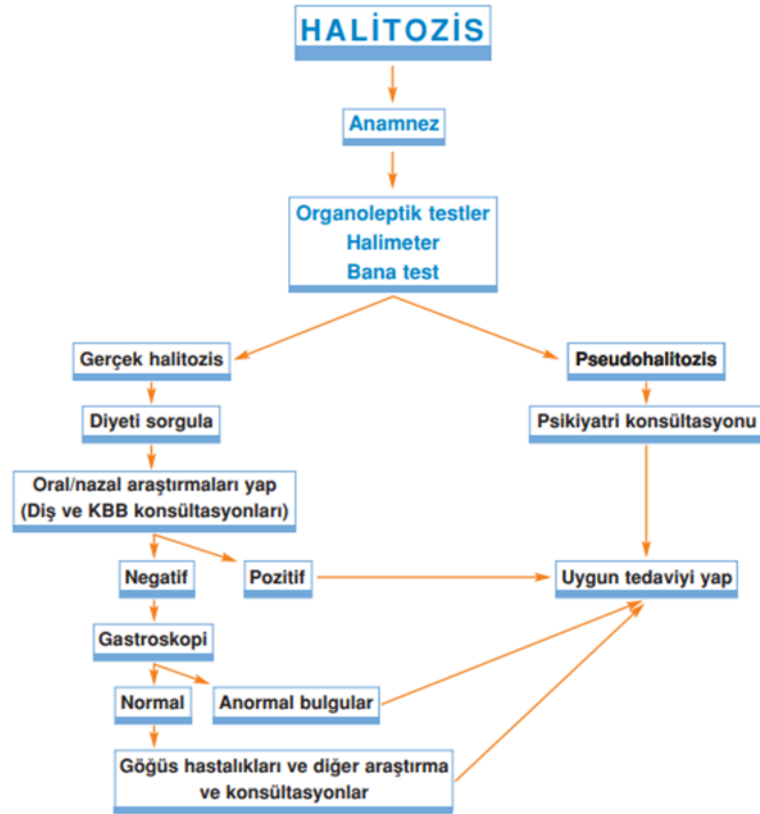 HALİTOZİS
Anamnez
Organoleptik testler
Halimeter
Bana test
Gerçek halitozis
Pseudohalitozis
Diyeti sorgula
Psikiyatri konsültasyonu
Oral/nazal araştırmaları yap
(Diş ve KBB konsültasyonları)
Negatif
Pozitif
Uygun tedaviyi yap
Gastroskopi
Normal
Anormal bulgular
Göğüs hastalıkları ve diğer araştırma
ve konsültasyonlar